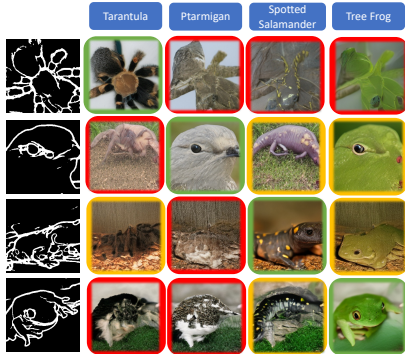 Tarantula
Ptarmigan
Spotted
Salamander
Tree Frog